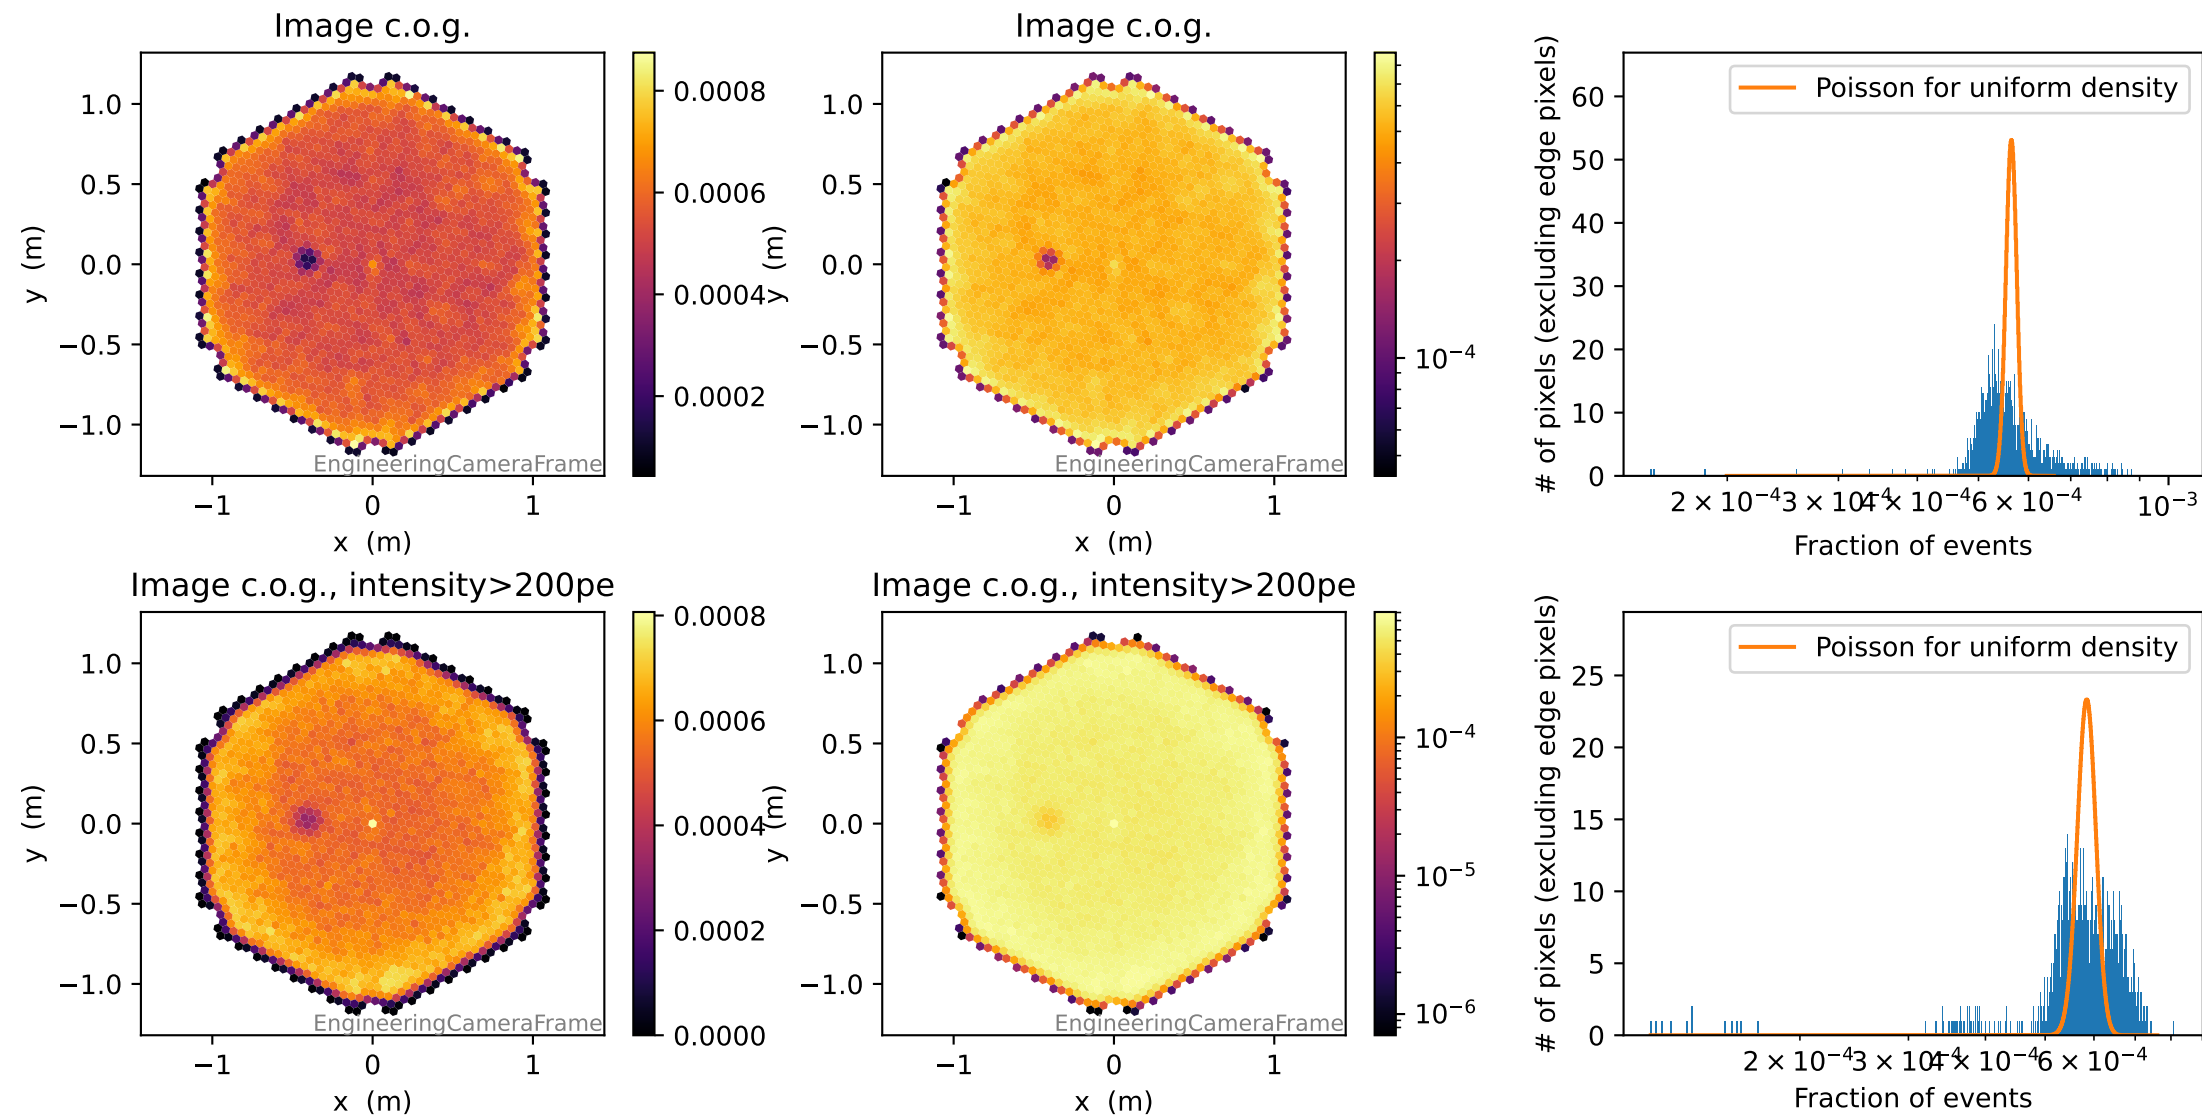 Image c.o.g.
1.0
0.5
0.0
−0.5
−1.0
y (m)
−1
0
1
x (m)
EngineeringCameraFrame
0.0008
0.0006
0.0004
0.0002
Image c.o.g.
1.0
0.5
0.0
−0.5
−1.0
y (m)
−1
0
1
x (m)
EngineeringCameraFrame
10⁻⁴
# of pixels (excluding edge pixels)
60
50
40
30
20
10
0
Poisson for uniform density
2 × 10⁻⁴
3 × 10⁻⁴
4 × 10⁻⁴
6 × 10⁻⁴
10⁻³
Fraction of events
Image c.o.g., intensity>200pe
1.0
0.5
0.0
−0.5
−1.0
y (m)
−1
0
1
x (m)
EngineeringCameraFrame
0.0008
0.0006
0.0004
0.0002
0.0000
Image c.o.g., intensity>200pe
1.0
0.5
0.0
−0.5
−1.0
y (m)
−1
0
1
x (m)
EngineeringCameraFrame
10⁻⁴
10⁻⁵
10⁻⁶
# of pixels (excluding edge pixels)
25
20
15
10
5
0
Poisson for uniform density
2 × 10⁻⁴
3 × 10⁻⁴
4 × 10⁻⁴
6 × 10⁻⁴
Fraction of events